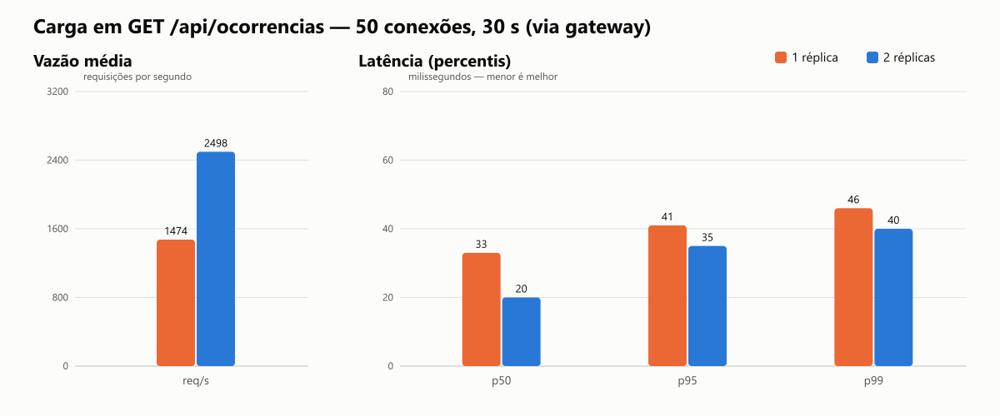 Carga em GET /api/ocorrencias — 50 conexões, 30 s (via gateway)
Vazão média
requisições por segundo
3200
2400
1600
800
0
1474
2498
req/s
Latência (percentis)
milissegundos — menor é melhor
1 réplica
2 réplicas
80
60
40
20
0
33
20
41
35
46
40
p50
p95
p99